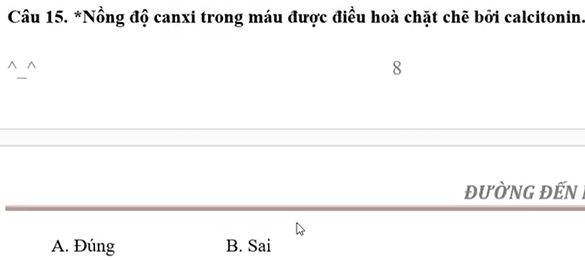 Câu 15. *Nồng độ canxi trong máu được điều hoà chặt chẽ bởi calcitonin.
^_^ 8
ĐƯỜNG ĐẾN
A. Đúng B. Sai